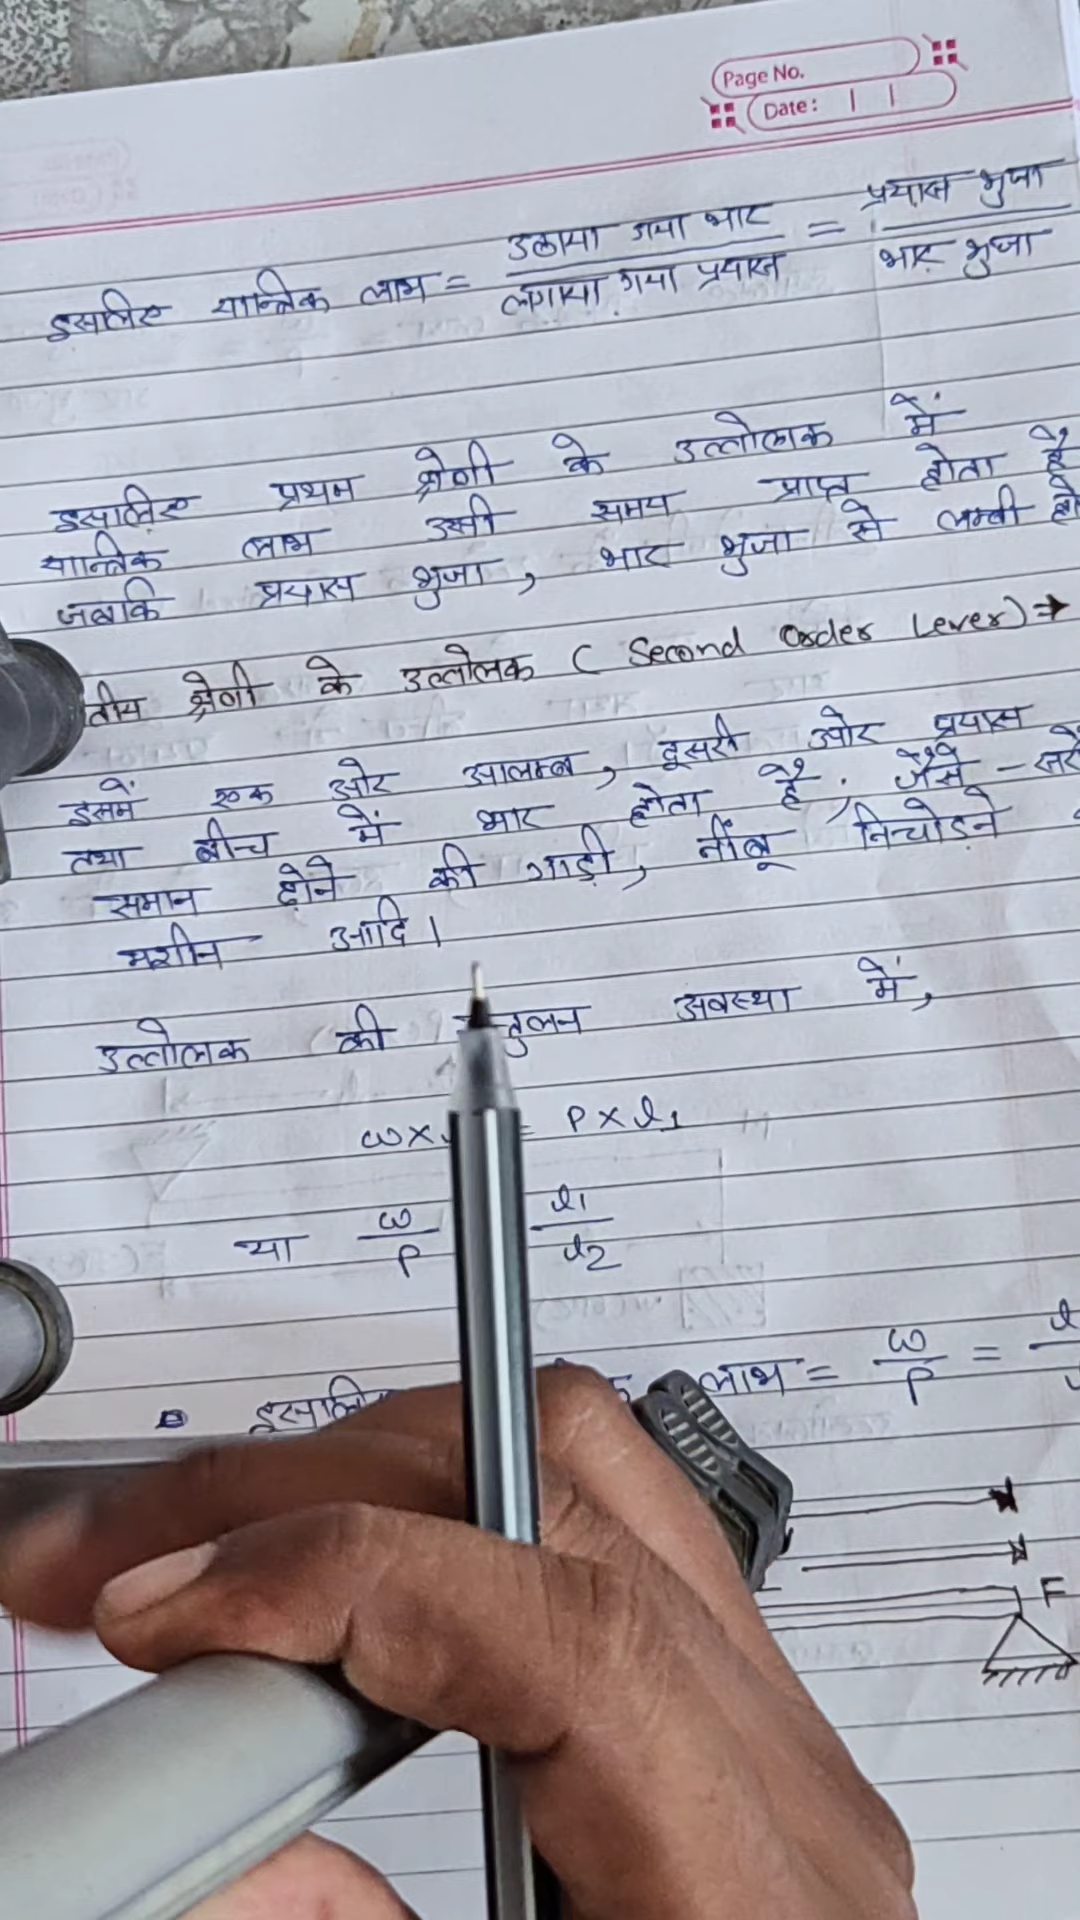 Page No.
Date:
इसलिए यान्त्रिक लाभ = उठाया गया भार / लगाया गया प्रयास = प्रयास भुजा / भार भुजा
इसलिए प्रथम श्रेणी के उत्तोलक में
यान्त्रिक लाभ उसी समय प्राप्त होता है
जबकि प्रयास भुजा, भार भुजा से लम्बी हो
तीय श्रेणी के उत्तोलक (Second Order Lever) ⇒
इसमें एक ओर आलम्ब, दूसरी ओर प्रयास
तथा बीच में भार होता है, जैसे -
समान ढोने की गाड़ी, नींबू निचोड़ने
मशीन आदि।
उत्तोलक की तुलन अवस्था में,
W × = P × l1
या W/P l1/l2
इसलि लाभ = W/P = l
F